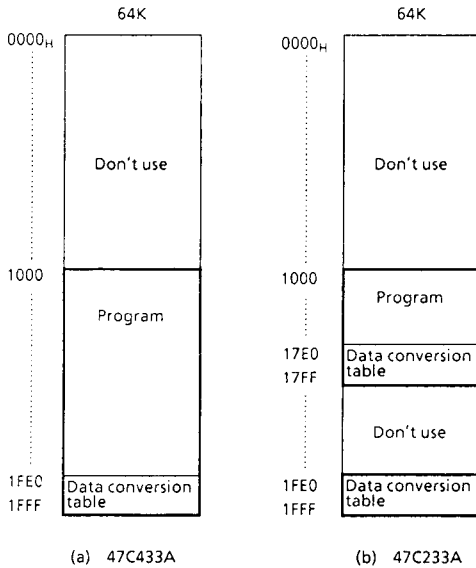 64K
0000H
Don't use
1000
Program
1FE0
Data conversion
table
1FFF
(a) 47C433A
64K
0000H
Don't use
1000
Program
17E0
Data conversion
table
17FF
Don't use
1FE0
Data conversion
table
1FFF
(b) 47C233A